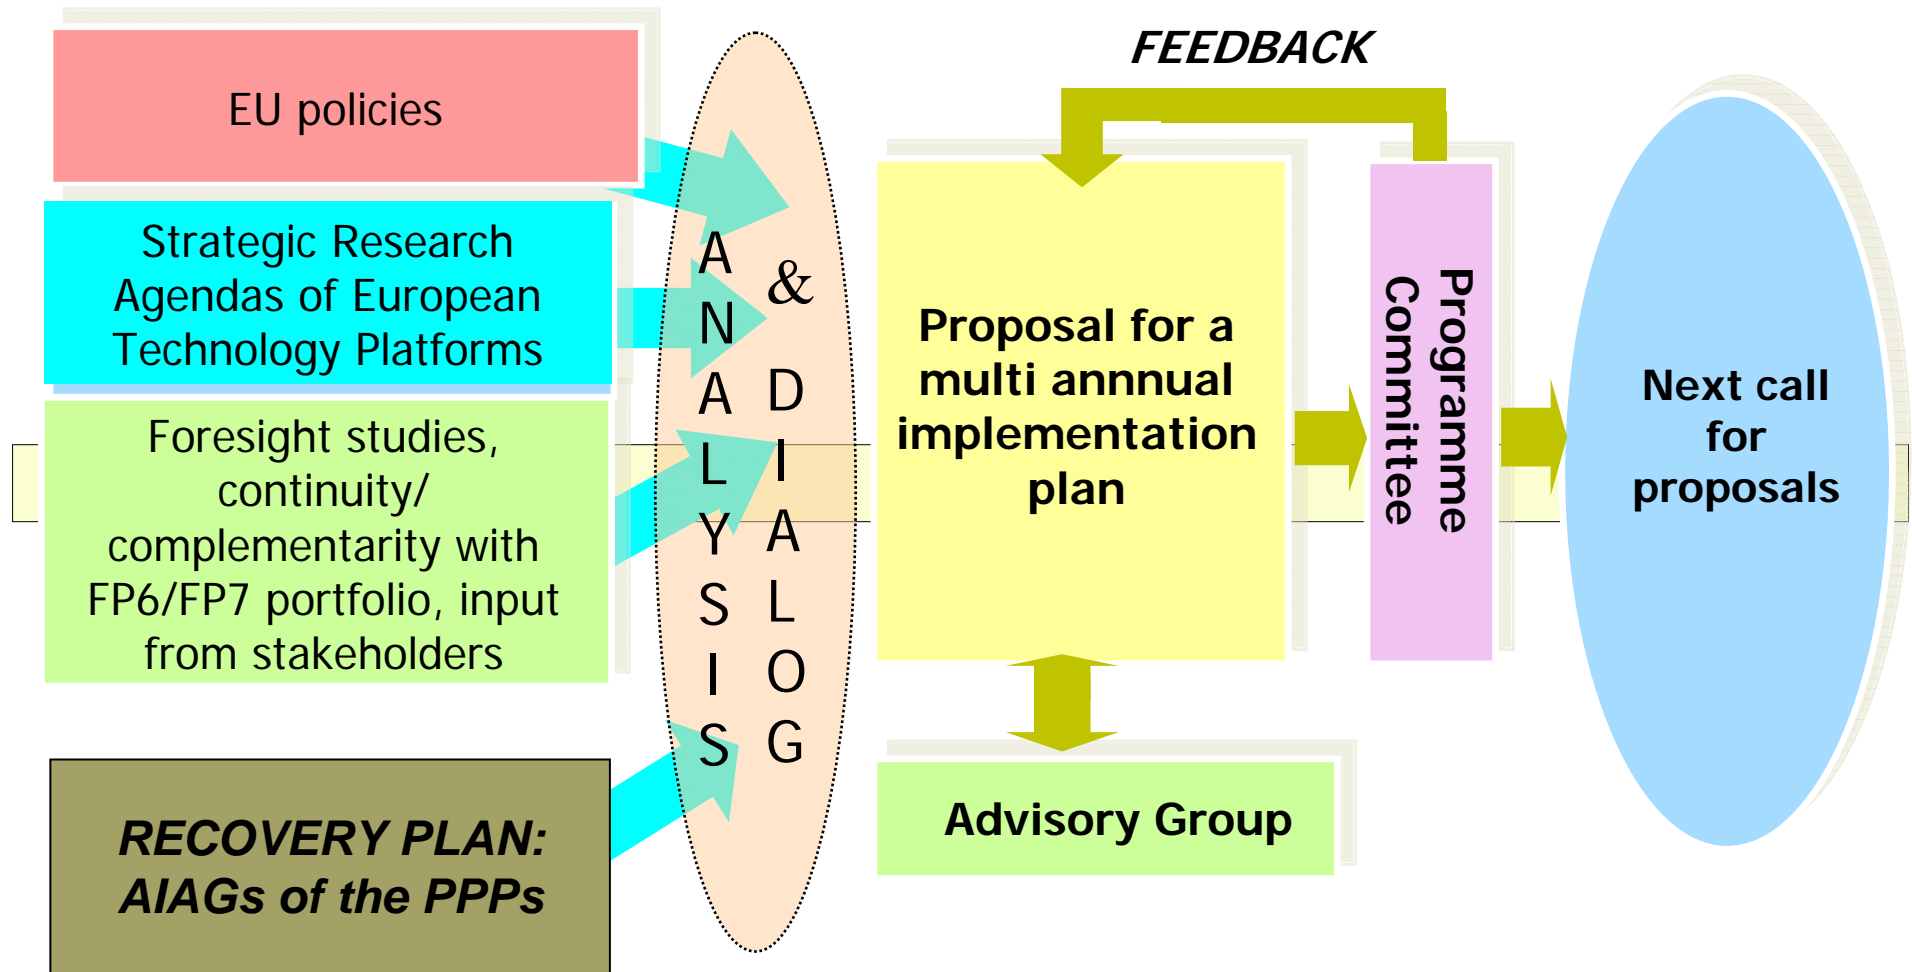 EU policies
Strategic Research
Agendas of European
Technology Platforms
Foresight studies,
continuity/
complementarity with
FP6/FP7 portfolio, input
from stakeholders
RECOVERY PLAN:
AIAGs of the PPPs
ANALYSIS
& DIALOG
FEEDBACK
Proposal for a
multi annnual
implementation
plan
Advisory Group
Programme
Committee
Next call
for
proposals